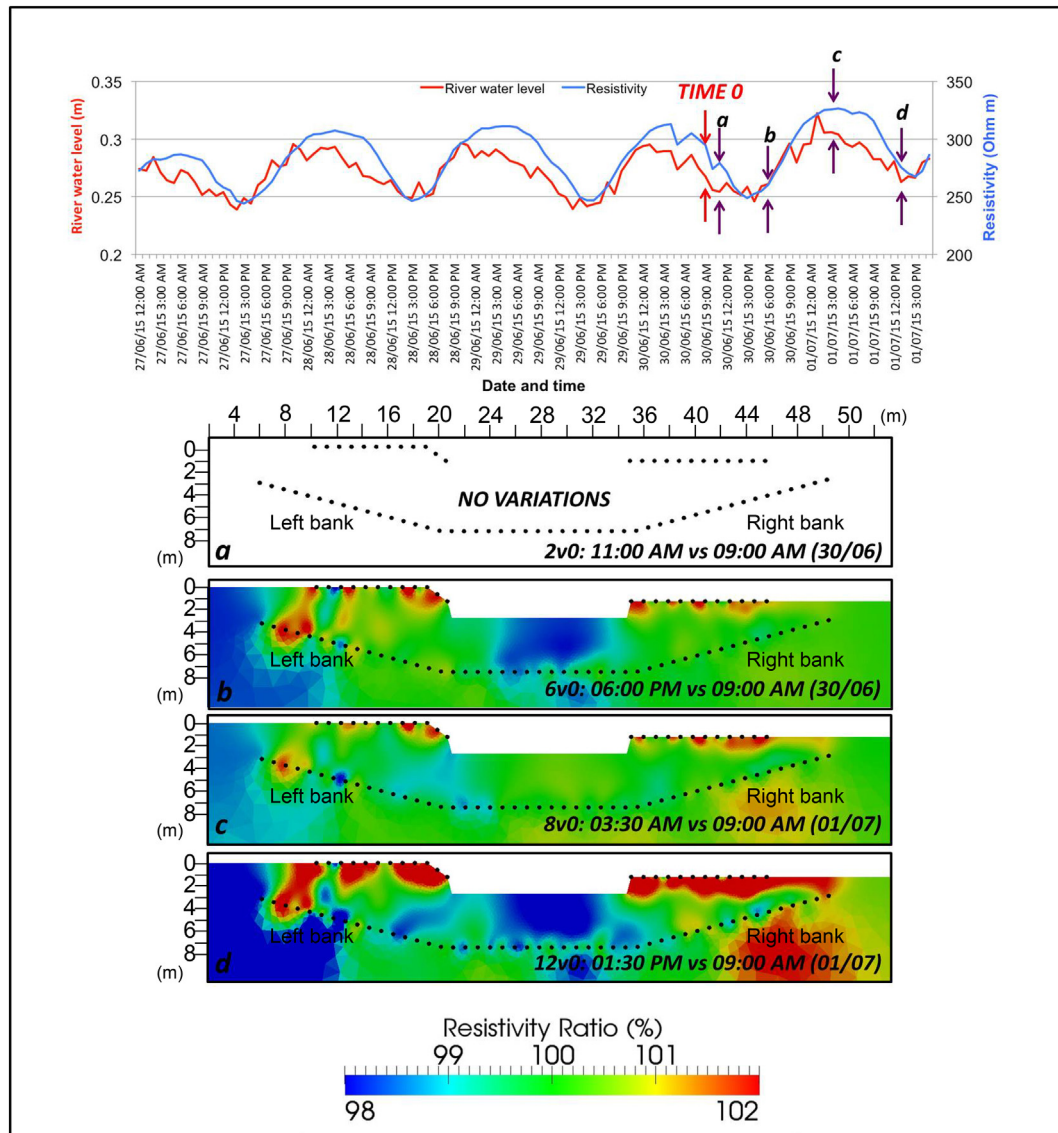 0.35
0.3
0.25
0.2
River water level (m)
River water level
Resistivity
TIME 0
a
b
c
d
350
300
250
200
Resistivity (Ohm m)
27/06/15 12:00 AM
27/06/15 3:00 AM
27/06/15 6:00 AM
27/06/15 9:00 AM
27/06/15 12:00 PM
27/06/15 3:00 PM
27/06/15 6:00 PM
27/06/15 9:00 PM
28/06/15 12:00 AM
28/06/15 3:00 AM
28/06/15 6:00 AM
28/06/15 9:00 AM
28/06/15 12:00 PM
28/06/15 3:00 PM
28/06/15 6:00 PM
28/06/15 9:00 PM
29/06/15 12:00 AM
29/06/15 3:00 AM
29/06/15 6:00 AM
29/06/15 9:00 AM
29/06/15 12:00 PM
29/06/15 3:00 PM
29/06/15 6:00 PM
29/06/15 9:00 PM
30/06/15 12:00 AM
30/06/15 3:00 AM
30/06/15 6:00 AM
30/06/15 9:00 AM
30/06/15 12:00 PM
30/06/15 3:00 PM
30/06/15 6:00 PM
30/06/15 9:00 PM
01/07/15 12:00 AM
01/07/15 3:00 AM
01/07/15 6:00 AM
01/07/15 9:00 AM
01/07/15 12:00 PM
01/07/15 3:00 PM
Date and time
4 8 12 16 20 24 28 32 36 40 44 48 50 (m)
0
2
4
6
8
(m)
NO VARIATIONS
Left bank
Right bank
a
2v0: 11:00 AM vs 09:00 AM (30/06)
0
2
4
6
8
(m)
Left bank
Right bank
b
6v0: 06:00 PM vs 09:00 AM (30/06)
0
2
4
6
8
(m)
Left bank
Right bank
c
8v0: 03:30 AM vs 09:00 AM (01/07)
0
2
4
6
8
(m)
Left bank
Right bank
d
12v0: 01:30 PM vs 09:00 AM (01/07)
Resistivity Ratio (%)
99 100 101
98 102